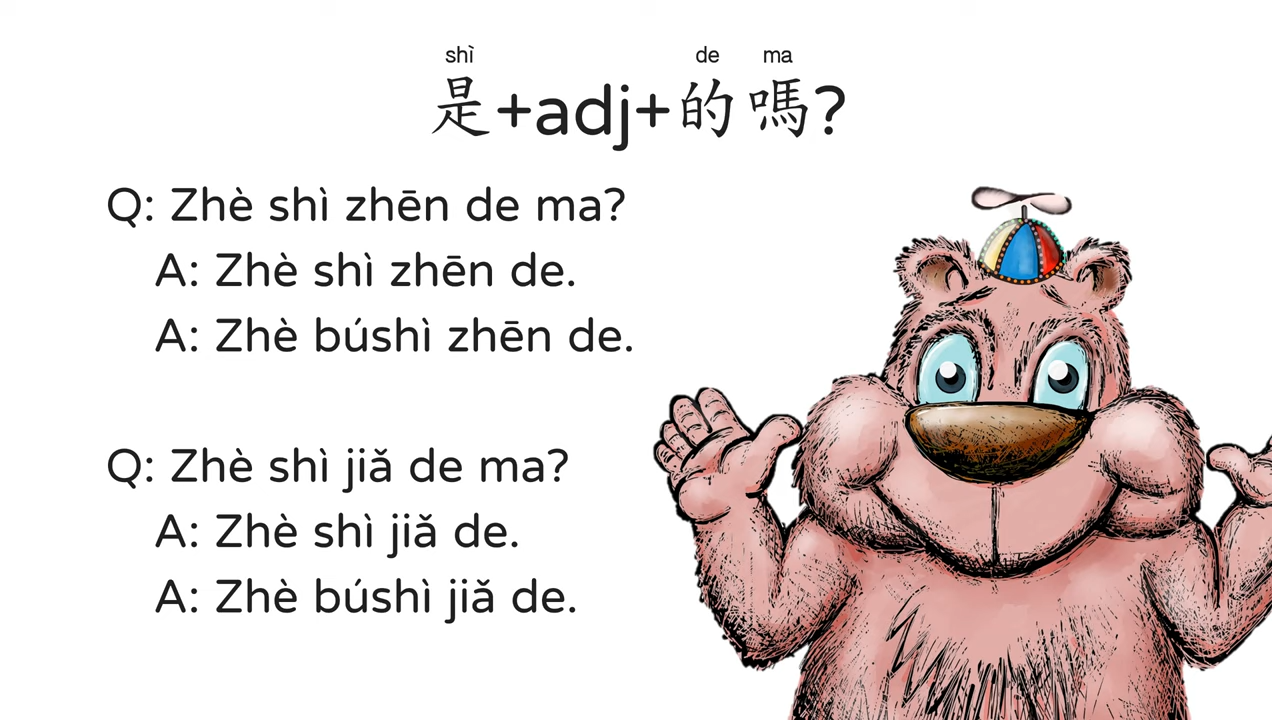 shì de ma
是+adj+的嗎?
Q: Zhè shì zhēn de ma?
A: Zhè shì zhēn de.
A: Zhè búshì zhēn de.
Q: Zhè shì jiǎ de ma?
A: Zhè shì jiǎ de.
A: Zhè búshì jiǎ de.